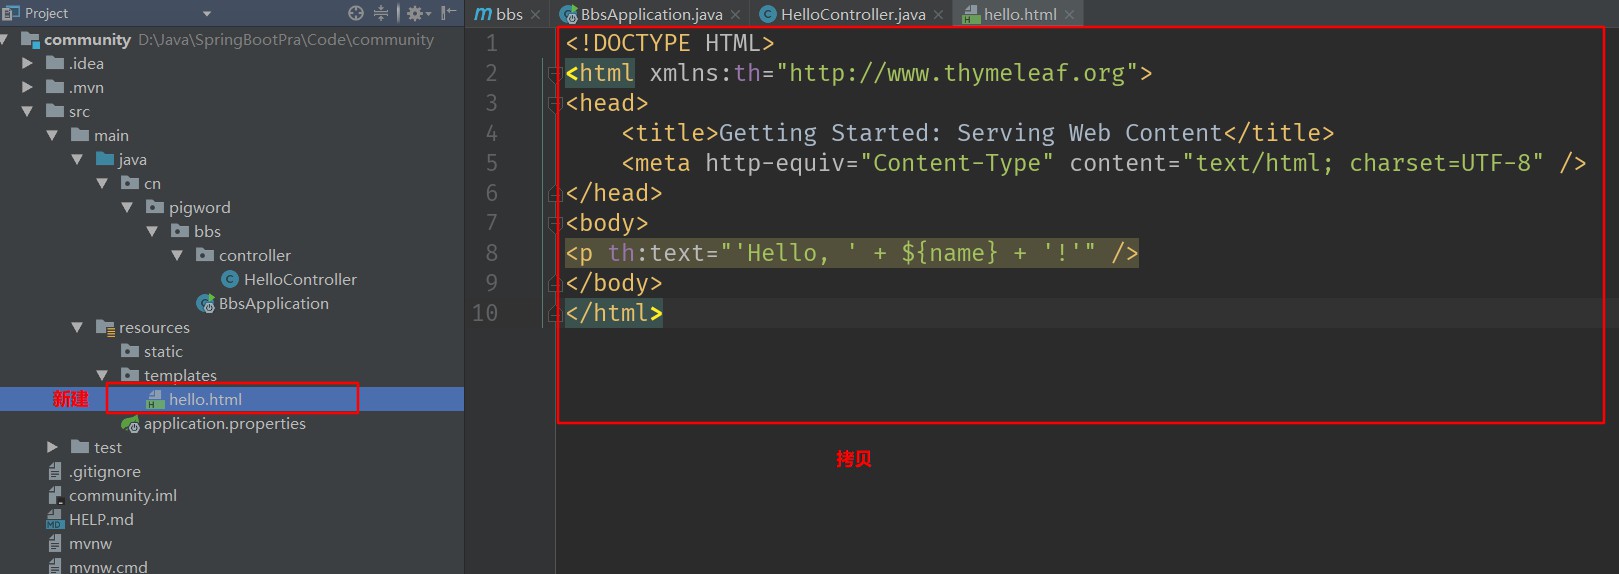 Project
bbs
BbsApplication.java
HelloController.java
hello.html
community D:\Java\SpringBootPra\Code\community
.idea
.mvn
src
main
java
cn
pigword
bbs
controller
HelloController
BbsApplication
resources
static
templates
新建 hello.html
application.properties
test
.gitignore
community.iml
HELP.md
mvnw
mvnw.cmd
1 <!DOCTYPE HTML>
2 <html xmlns:th="http://www.thymeleaf.org">
3 <head>
4     <title>Getting Started: Serving Web Content</title>
5     <meta http-equiv="Content-Type" content="text/html; charset=UTF-8" />
6 </head>
7 <body>
8 <p th:text="'Hello, ' + ${name} + '!'" />
9 </body>
10 </html>
拷贝